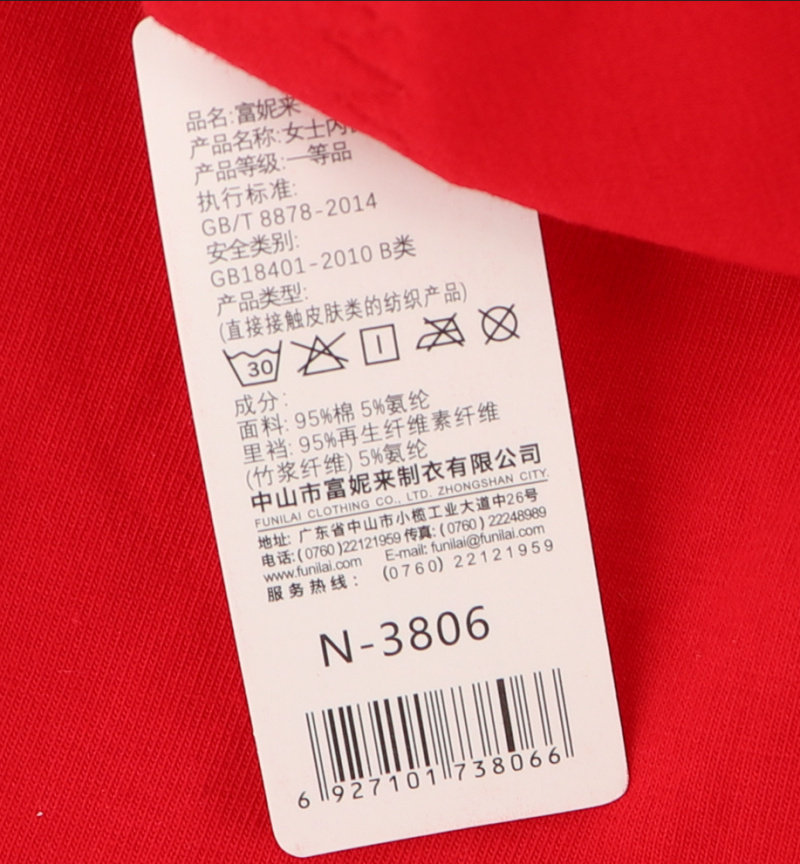 品名:富妮来
产品名称:女士内
产品等级:一等品
执行标准:
GB/T 8878-2014
安全类别:
GB18401-2010 B类
产品类型:
(直接接触皮肤类的纺织产品)
30
成分:
面料: 95%棉 5%氨纶
里裆: 95%再生纤维素纤维
(竹浆纤维) 5%氨纶
中山市富妮来制衣有限公司
FUNILAI CLOTHING CO., LTD. ZHONGSHAN CITY.
地址: 广东省中山市小榄工业大道中26号
电话:(0760)22121959 传真: (0760) 22248989
www.funilai.com E-mail: funilai@funilai.com
服务热线: (0760) 22121959
N-3806
6 927101 738066